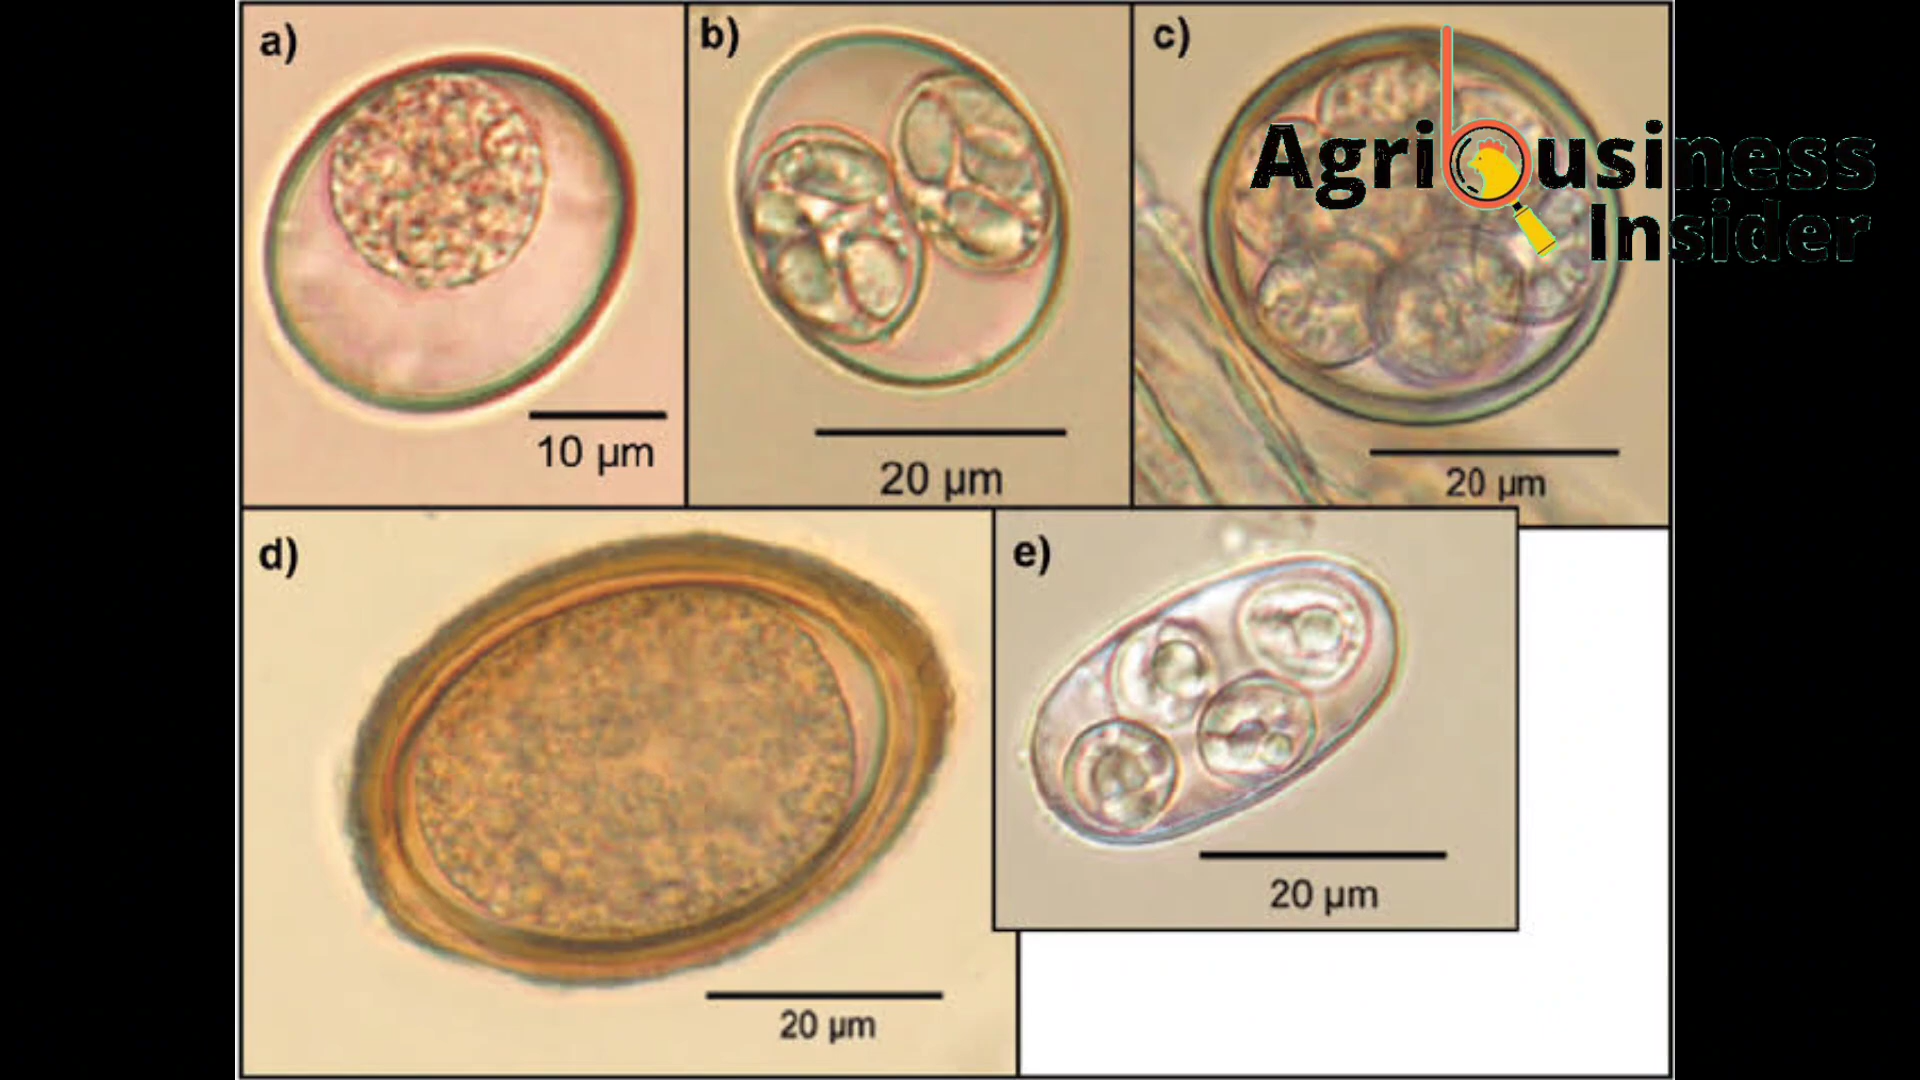 a)
b)
c)
Agribusiness
Insider
10 µm
20 µm
20 µm
d)
e)
20 µm
20 µm